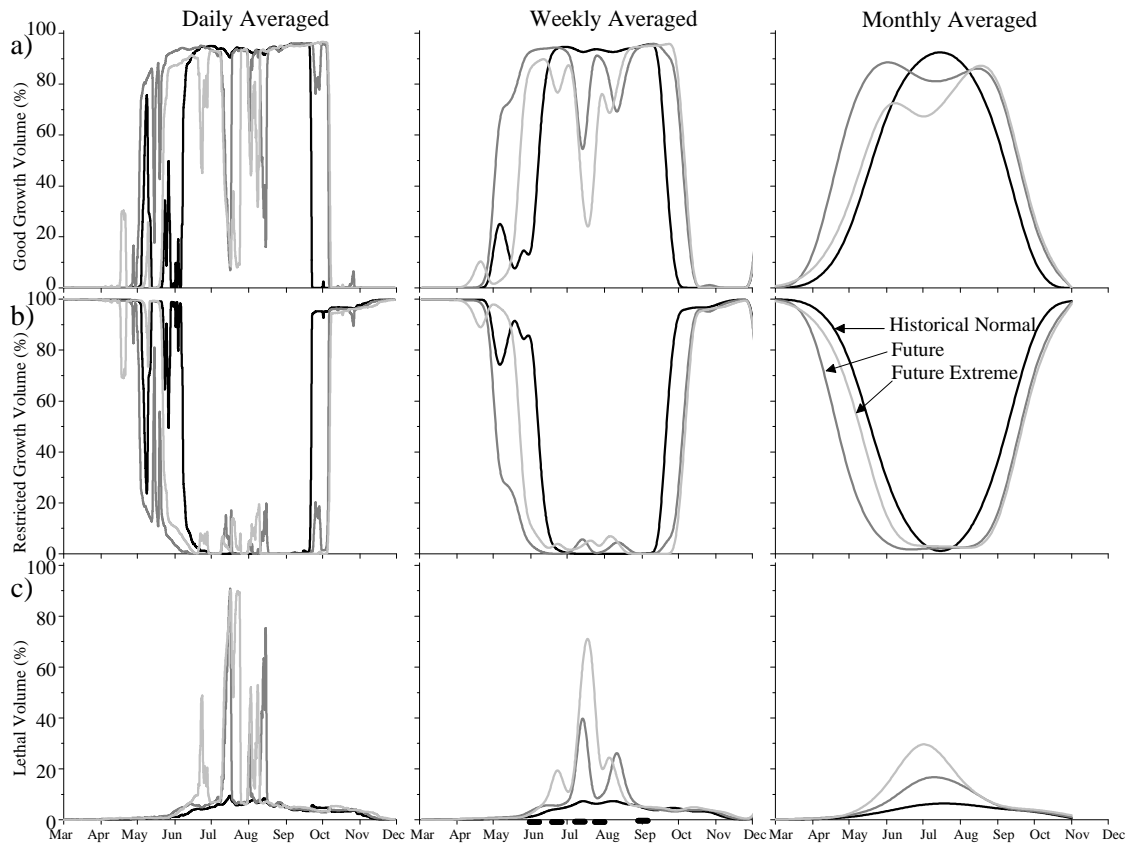 Daily Averaged
Weekly Averaged
Monthly Averaged
a)
Good Growth Volume (%)
100
80
60
40
20
0
b)
Restricted Growth Volume (%)
100
80
60
40
20
0
Historical Normal
Future
Future Extreme
c)
Lethal Volume (%)
80
60
40
20
0
Mar Apr May Jun Jul Aug Sep Oct Nov Dec
Mar Apr May Jun Jul Aug Sep Oct Nov Dec
Mar Apr May Jun Jul Aug Sep Oct Nov Dec